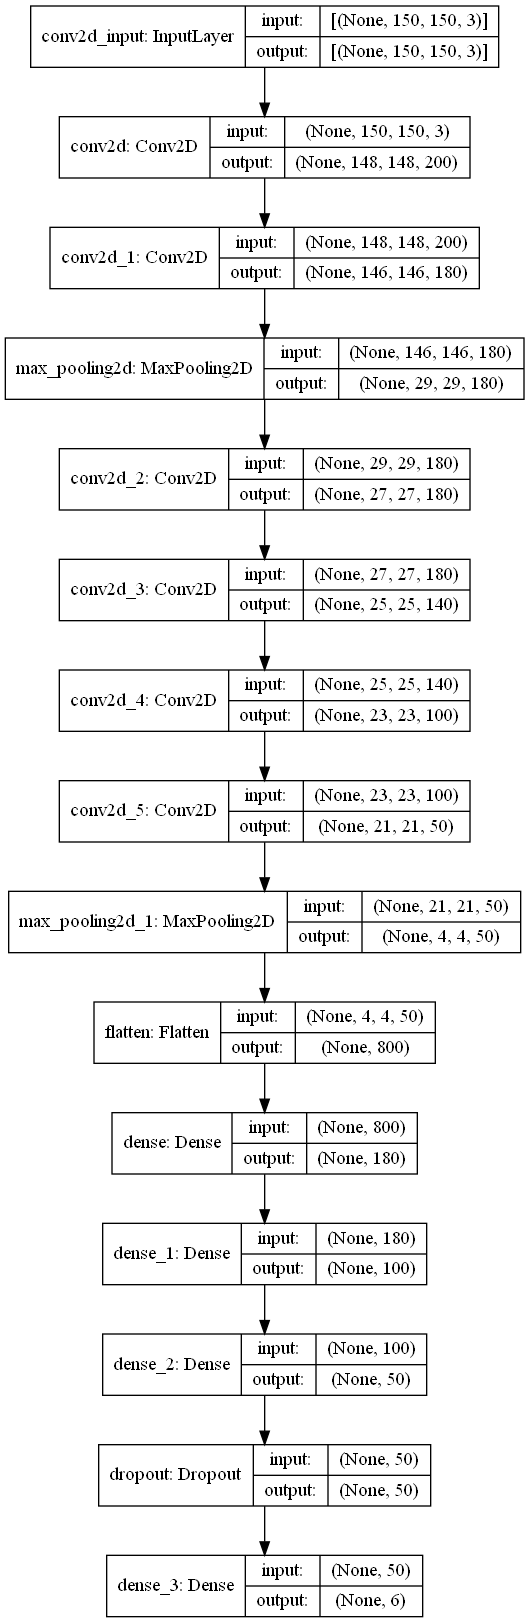 conv2d_input: InputLayer
input: [(None, 150, 150, 3)]
output: [(None, 150, 150, 3)]
conv2d: Conv2D
input: (None, 150, 150, 3)
output: (None, 148, 148, 200)
conv2d_1: Conv2D
input: (None, 148, 148, 200)
output: (None, 146, 146, 180)
max_pooling2d: MaxPooling2D
input: (None, 146, 146, 180)
output: (None, 29, 29, 180)
conv2d_2: Conv2D
input: (None, 29, 29, 180)
output: (None, 27, 27, 180)
conv2d_3: Conv2D
input: (None, 27, 27, 180)
output: (None, 25, 25, 140)
conv2d_4: Conv2D
input: (None, 25, 25, 140)
output: (None, 23, 23, 100)
conv2d_5: Conv2D
input: (None, 23, 23, 100)
output: (None, 21, 21, 50)
max_pooling2d_1: MaxPooling2D
input: (None, 21, 21, 50)
output: (None, 4, 4, 50)
flatten: Flatten
input: (None, 4, 4, 50)
output: (None, 800)
dense: Dense
input: (None, 800)
output: (None, 180)
dense_1: Dense
input: (None, 180)
output: (None, 100)
dense_2: Dense
input: (None, 100)
output: (None, 50)
dropout: Dropout
input: (None, 50)
output: (None, 50)
dense_3: Dense
input: (None, 50)
output: (None, 6)